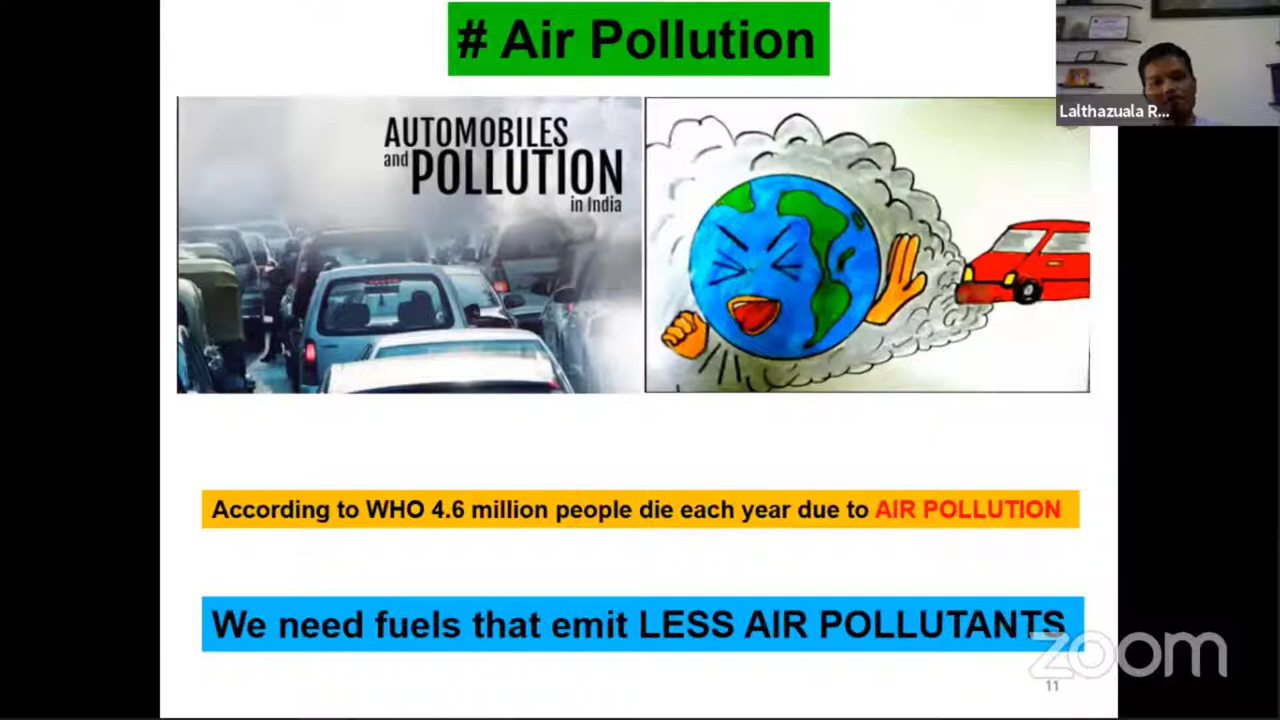 # Air Pollution
Lalthazuala R...
AUTOMOBILES
and POLLUTION
in India
According to WHO 4.6 million people die each year due to AIR POLLUTION
We need fuels that emit LESS AIR POLLUTANTS
zoom
11